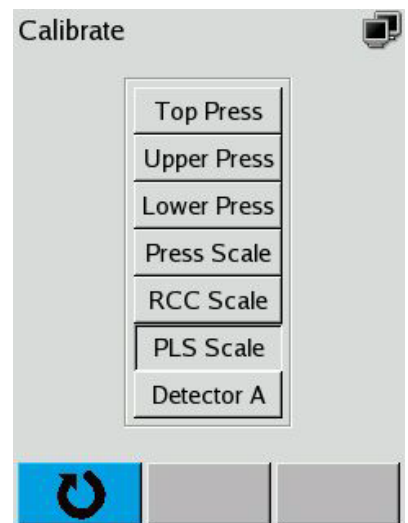 Calibrate
Top Press
Upper Press
Lower Press
Press Scale
RCC Scale
PLS Scale
Detector A